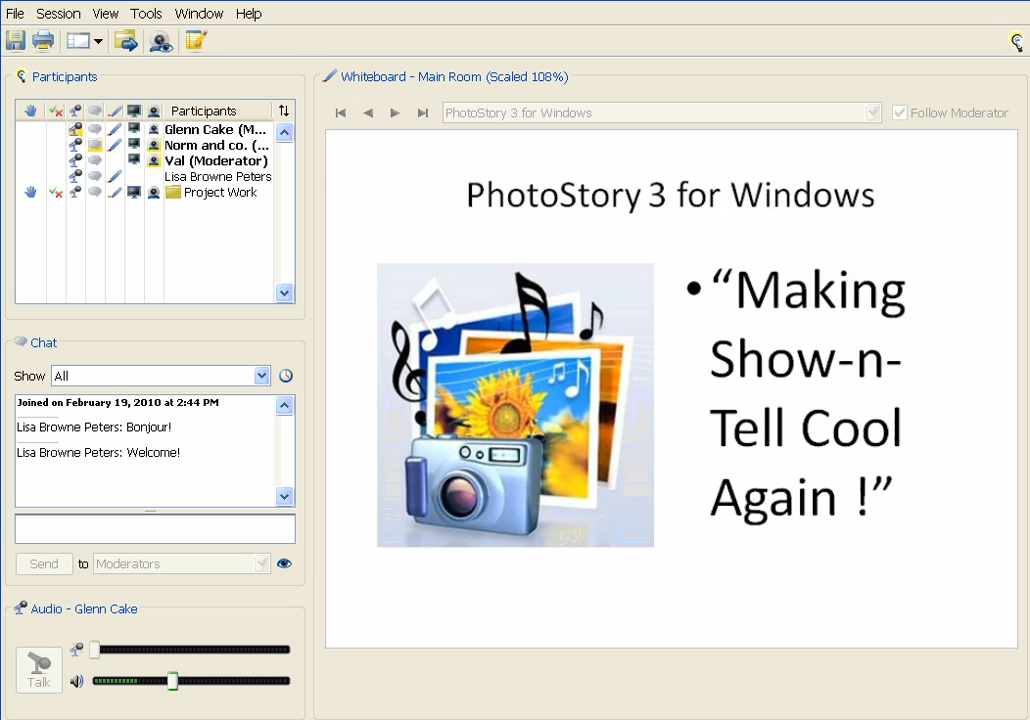 File Session View Tools Window Help
Participants
Participants
Glenn Cake (M...
Norm and co. (...
Val (Moderator)
Lisa Browne Peters
Project Work
Chat
Show All
Joined on February 19, 2010 at 2:44 PM
Lisa Browne Peters: Bonjour!
Lisa Browne Peters: Welcome!
Send to Moderators
Audio - Glenn Cake
Talk
Whiteboard - Main Room (Scaled 108%)
PhotoStory 3 for Windows Follow Moderator
PhotoStory 3 for Windows
• “Making
Show-n-
Tell Cool
Again !”